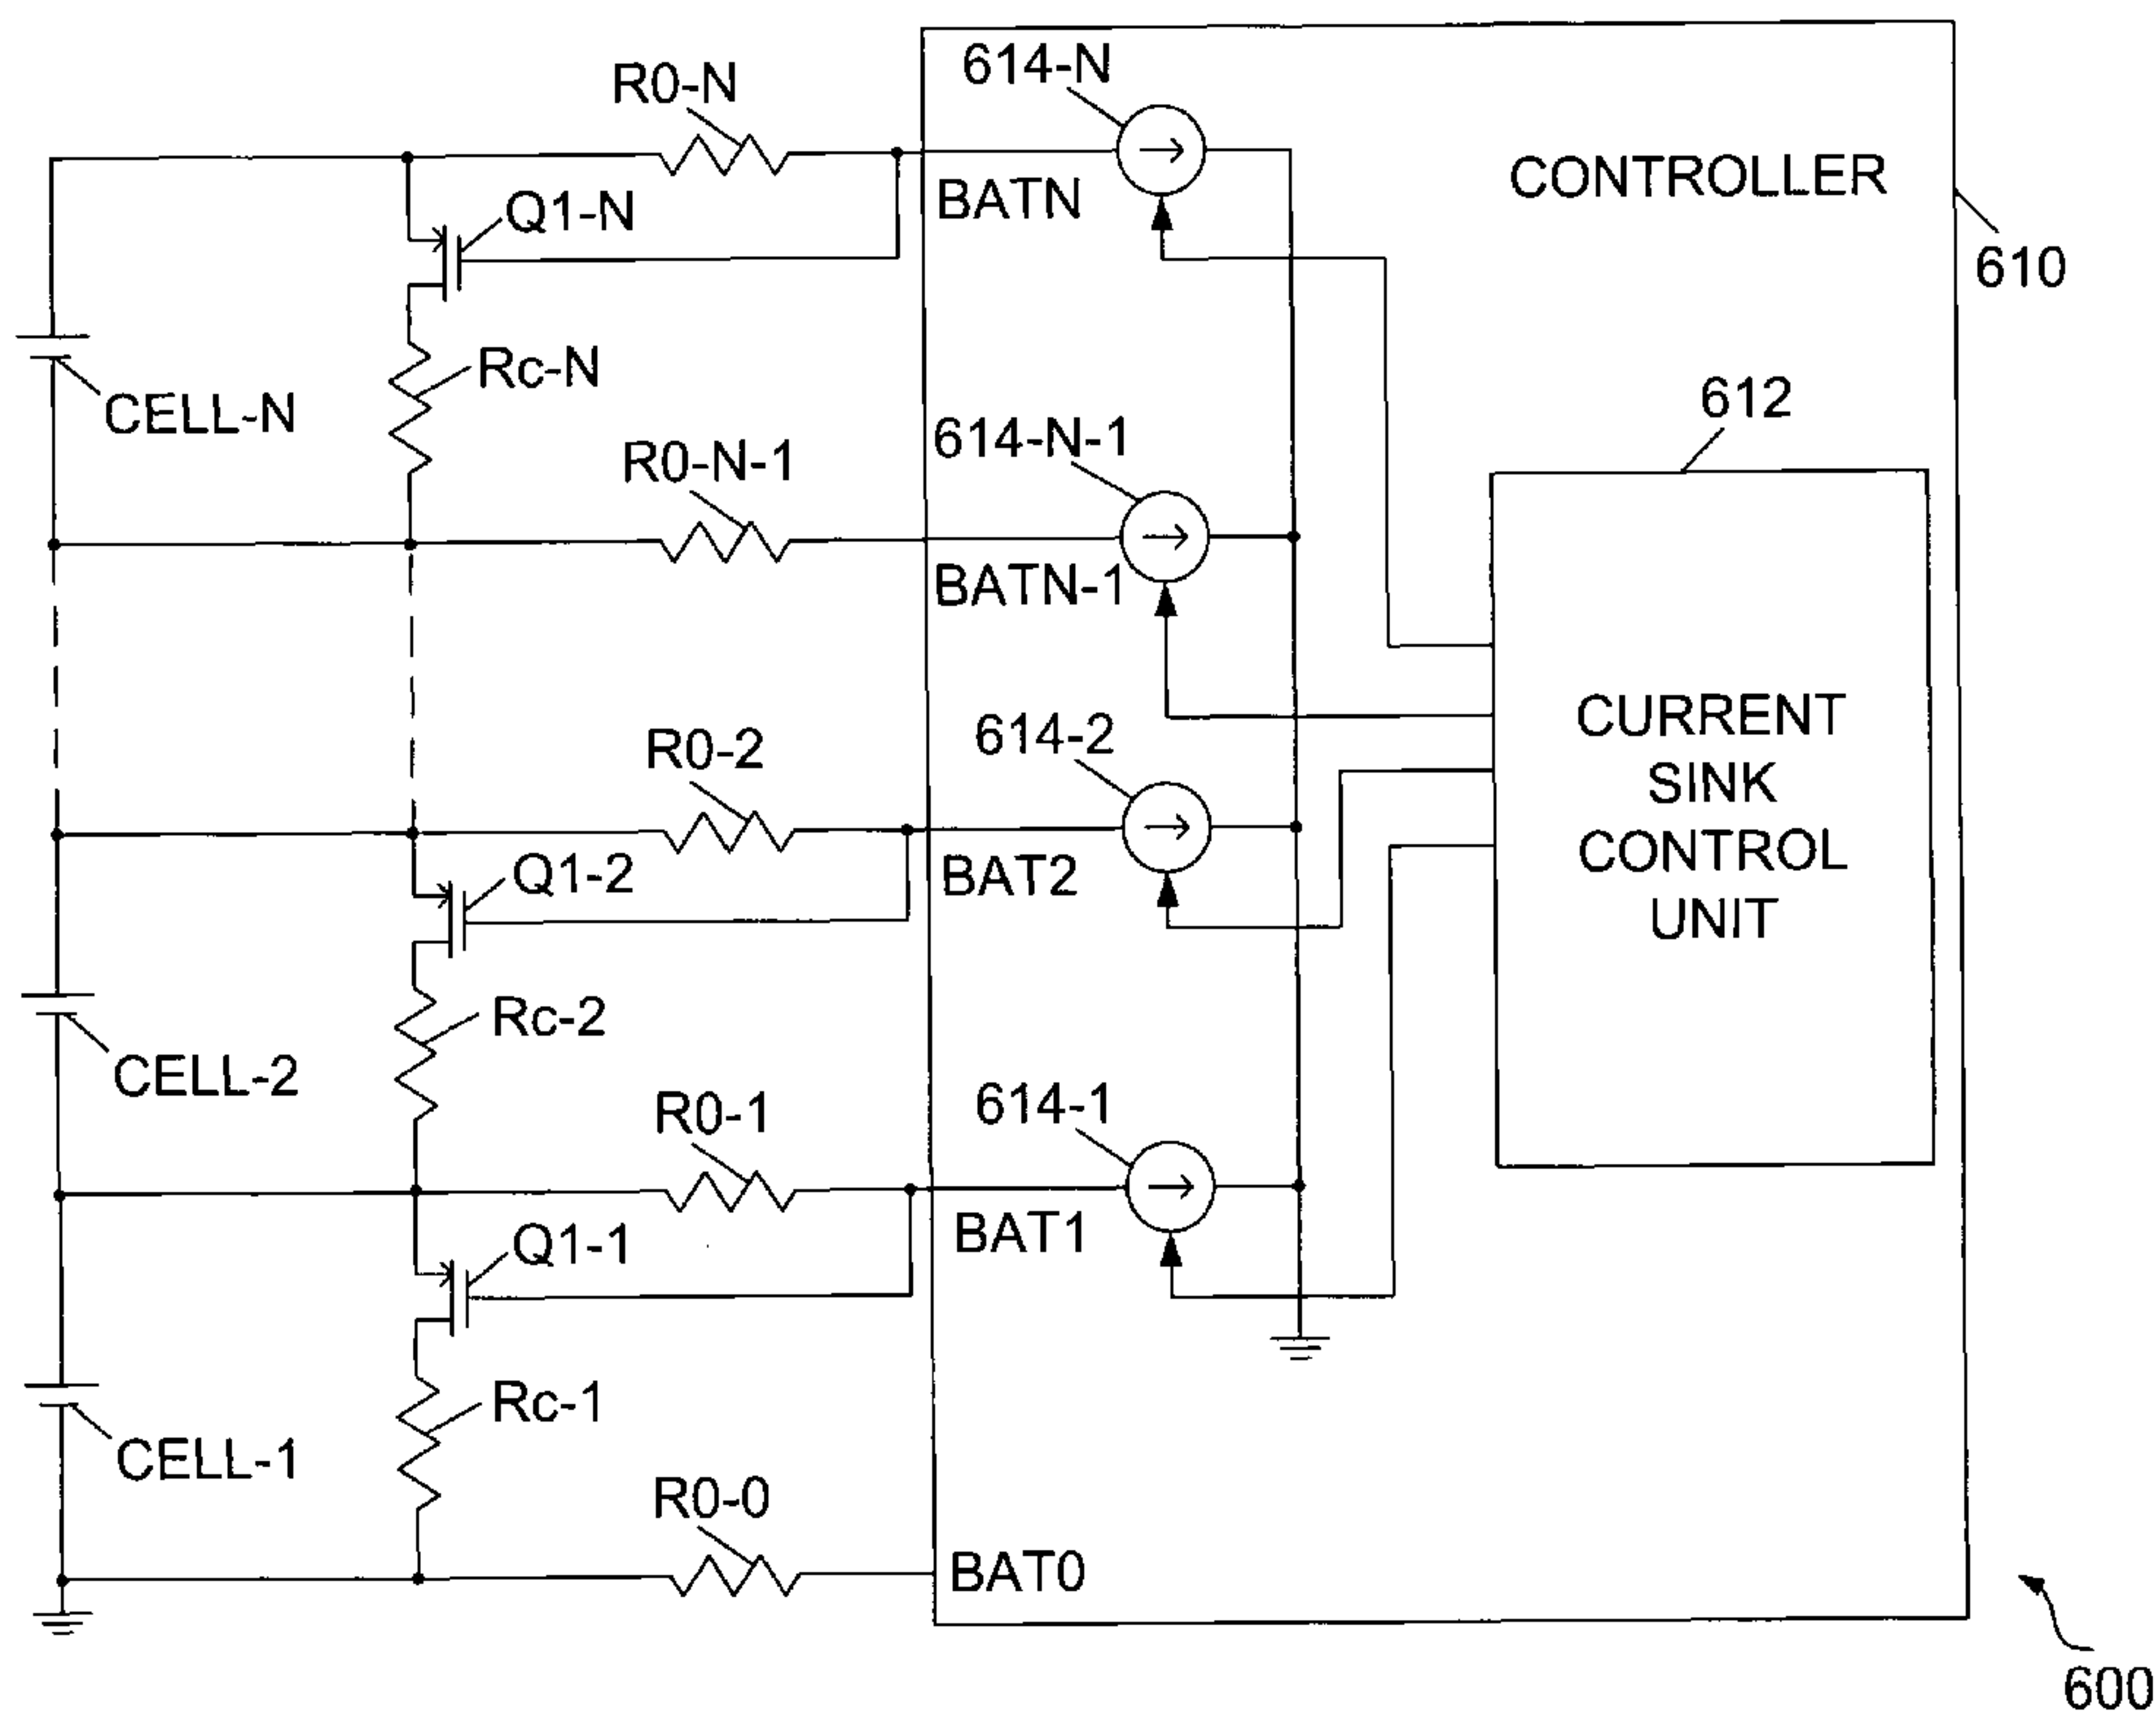 614-N
R0-N
CONTROLLER
BATN
Q1-N
610
Rc-N
612
CELL-N
614-N-1
R0-N-1
BATN-1
CURRENT
SINK
CONTROL
UNIT
614-2
R0-2
BAT2
Q1-2
Rc-2
CELL-2
614-1
R0-1
BAT1
Q1-1
Rc-1
CELL-1
R0-0
BAT0
600